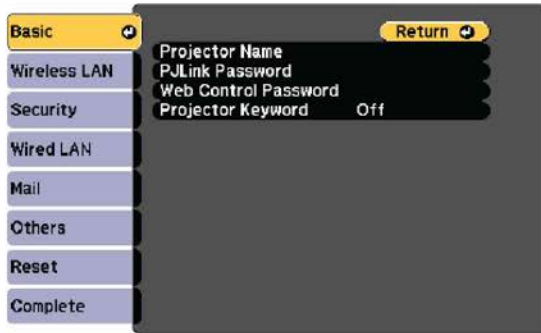 Basic
Wireless LAN
Security
Wired LAN
Mail
Others
Reset
Complete
Return
Projector Name
PJLink Password
Web Control Password
Projector Keyword Off